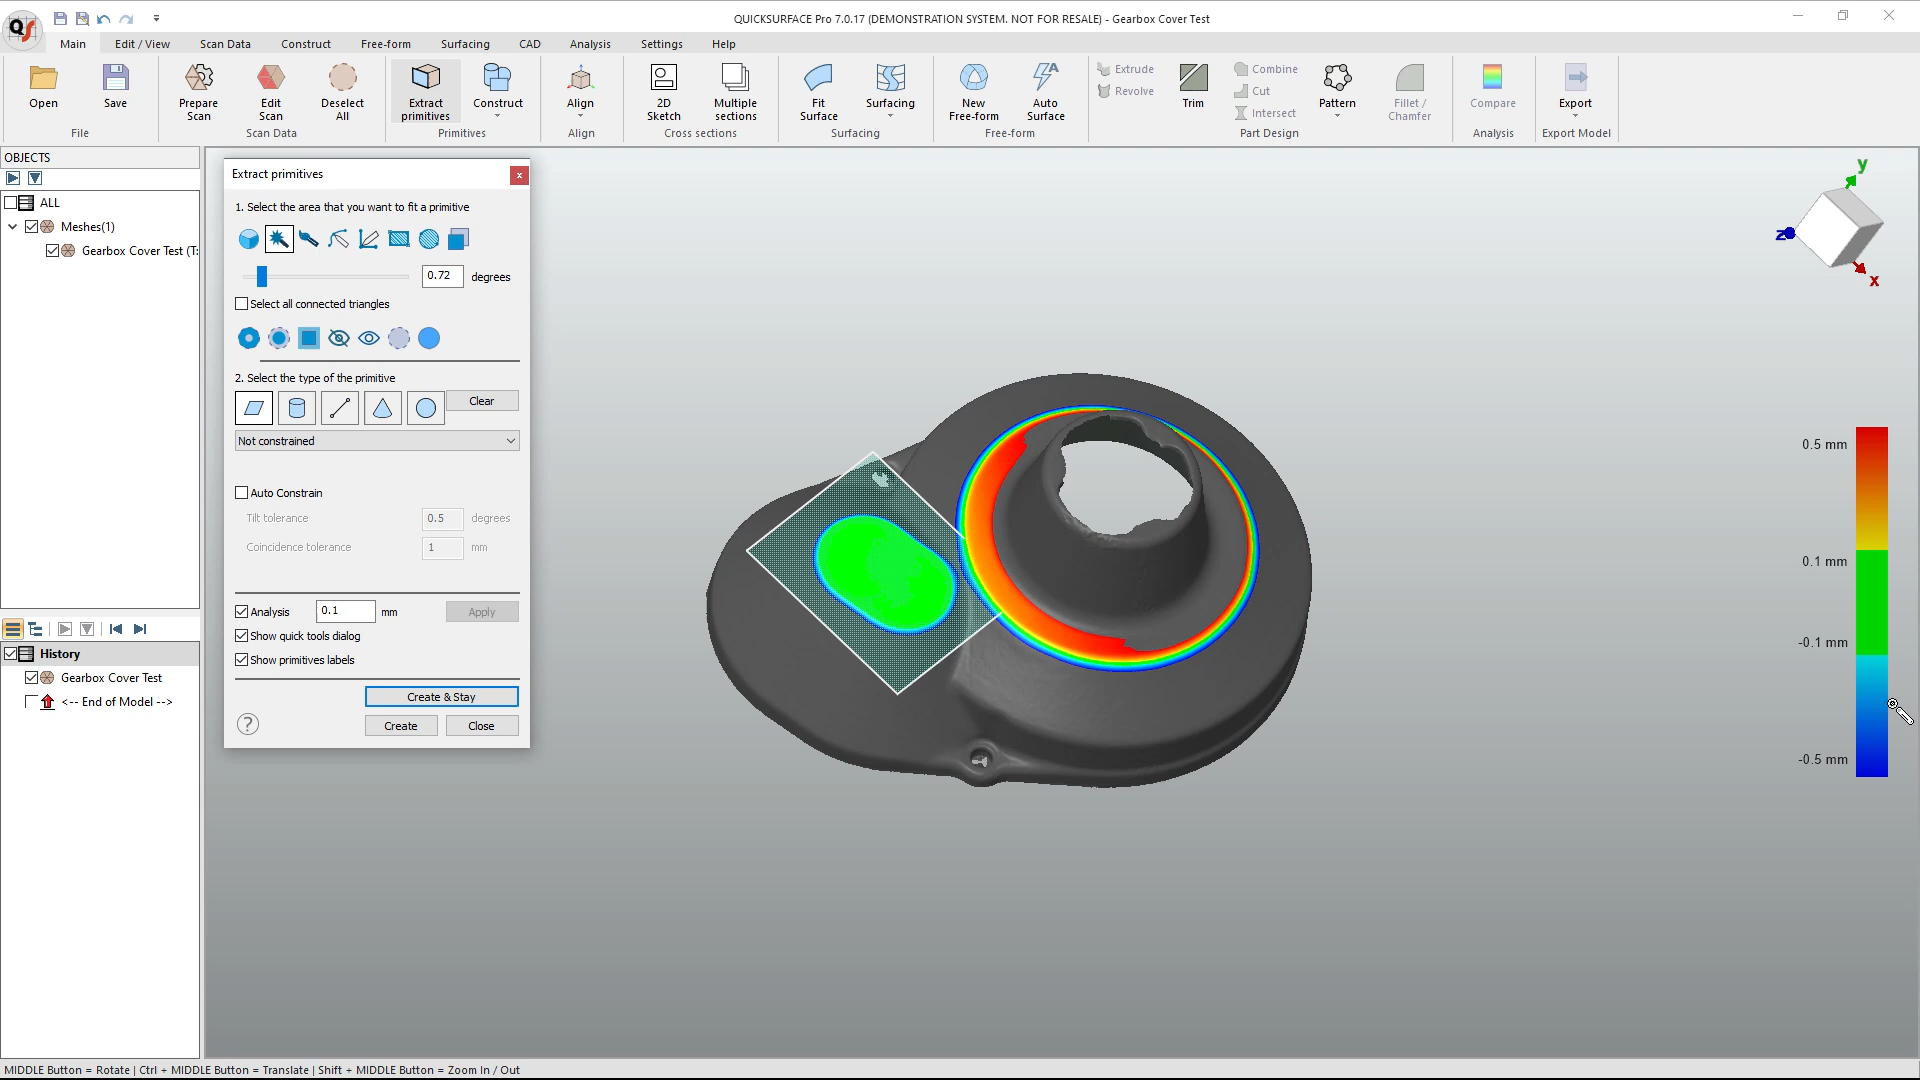 QS
QUICKSURFACE Pro 7.0.17 (DEMONSTRATION SYSTEM. NOT FOR RESALE) - Gearbox Cover Test
Main Edit / View Scan Data Construct Free-form Surfacing CAD Analysis Settings Help
Open
Save
File
Prepare Scan
Edit Scan
Deselect All
Scan Data
Extract primitives
Construct
Primitives
Align
Align
2D Sketch
Multiple sections
Cross sections
Fit Surface
Surfacing
Surfacing
New Free-form
Auto Surface
Free-form
Extrude
Revolve
Trim
Combine
Cut
Intersect
Pattern
Fillet / Chamfer
Part Design
Compare
Analysis
Export
Export Model
OBJECTS
ALL
Meshes(1)
Gearbox Cover Test (T:
History
Gearbox Cover Test
<-- End of Model -->
Extract primitives
x
1. Select the area that you want to fit a primitive
0.72 degrees
Select all connected triangles
2. Select the type of the primitive
Clear
Not constrained
Auto Constrain
Tilt tolerance 0.5 degrees
Coincidence tolerance 1 mm
Analysis 0.1 mm Apply
Show quick tools dialog
Show primitives labels
Create & Stay
? Create Close
y
z
x
0.5 mm
0.1 mm
-0.1 mm
-0.5 mm
MIDDLE Button = Rotate | Ctrl + MIDDLE Button = Translate | Shift + MIDDLE Button = Zoom In / Out